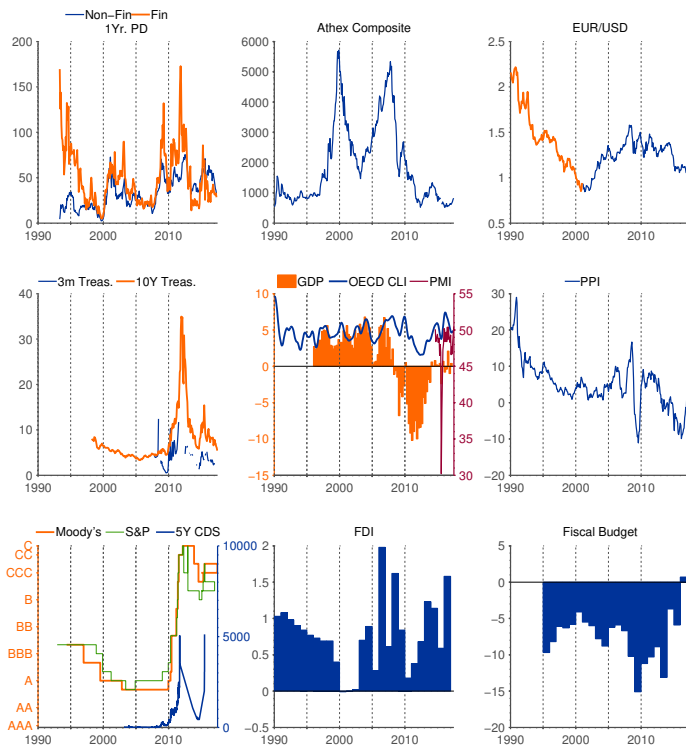 Non−Fin Fin
1Yr. PD
200
150
100
50
0
1990 2000 2010
Athex Composite
6000
5000
4000
3000
2000
1000
0
1990 2000 2010
EUR/USD
2.5
2
1.5
1
0.5
0
1990 2000 2010
3m Treas. 10Y Treas.
40
30
20
10
0
1990 2000 2010
GDP OECD CLI PMI
10 55
5 50
0 45
−5 40
−10 35
−15 30
1990 2000 2010
PPI
30
20
10
0
−10
−20
1990 2000 2010
Moody's S&P 5Y CDS
C 10000
CC
CCC
B
BB 5000
BBB
A
AA
AAA 0
1990 2000 2010
FDI
2
1.5
1
0.5
0
−0.5
1990 2000 2010
Fiscal Budget
5
0
−5
−10
−15
−20
1990 2000 2010